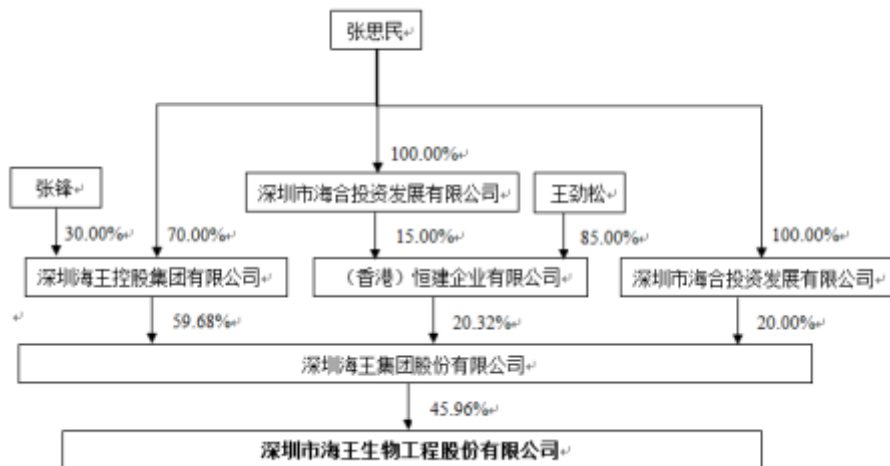 张思民
100.00%
张锋
深圳市海合投资发展有限公司
王劲松
30.00%
70.00%
15.00%
85.00%
100.00%
深圳海王控股集团有限公司
（香港）恒建企业有限公司
深圳市海合投资发展有限公司
59.68%
20.32%
20.00%
深圳海王集团股份有限公司
45.96%
深圳市海王生物工程股份有限公司